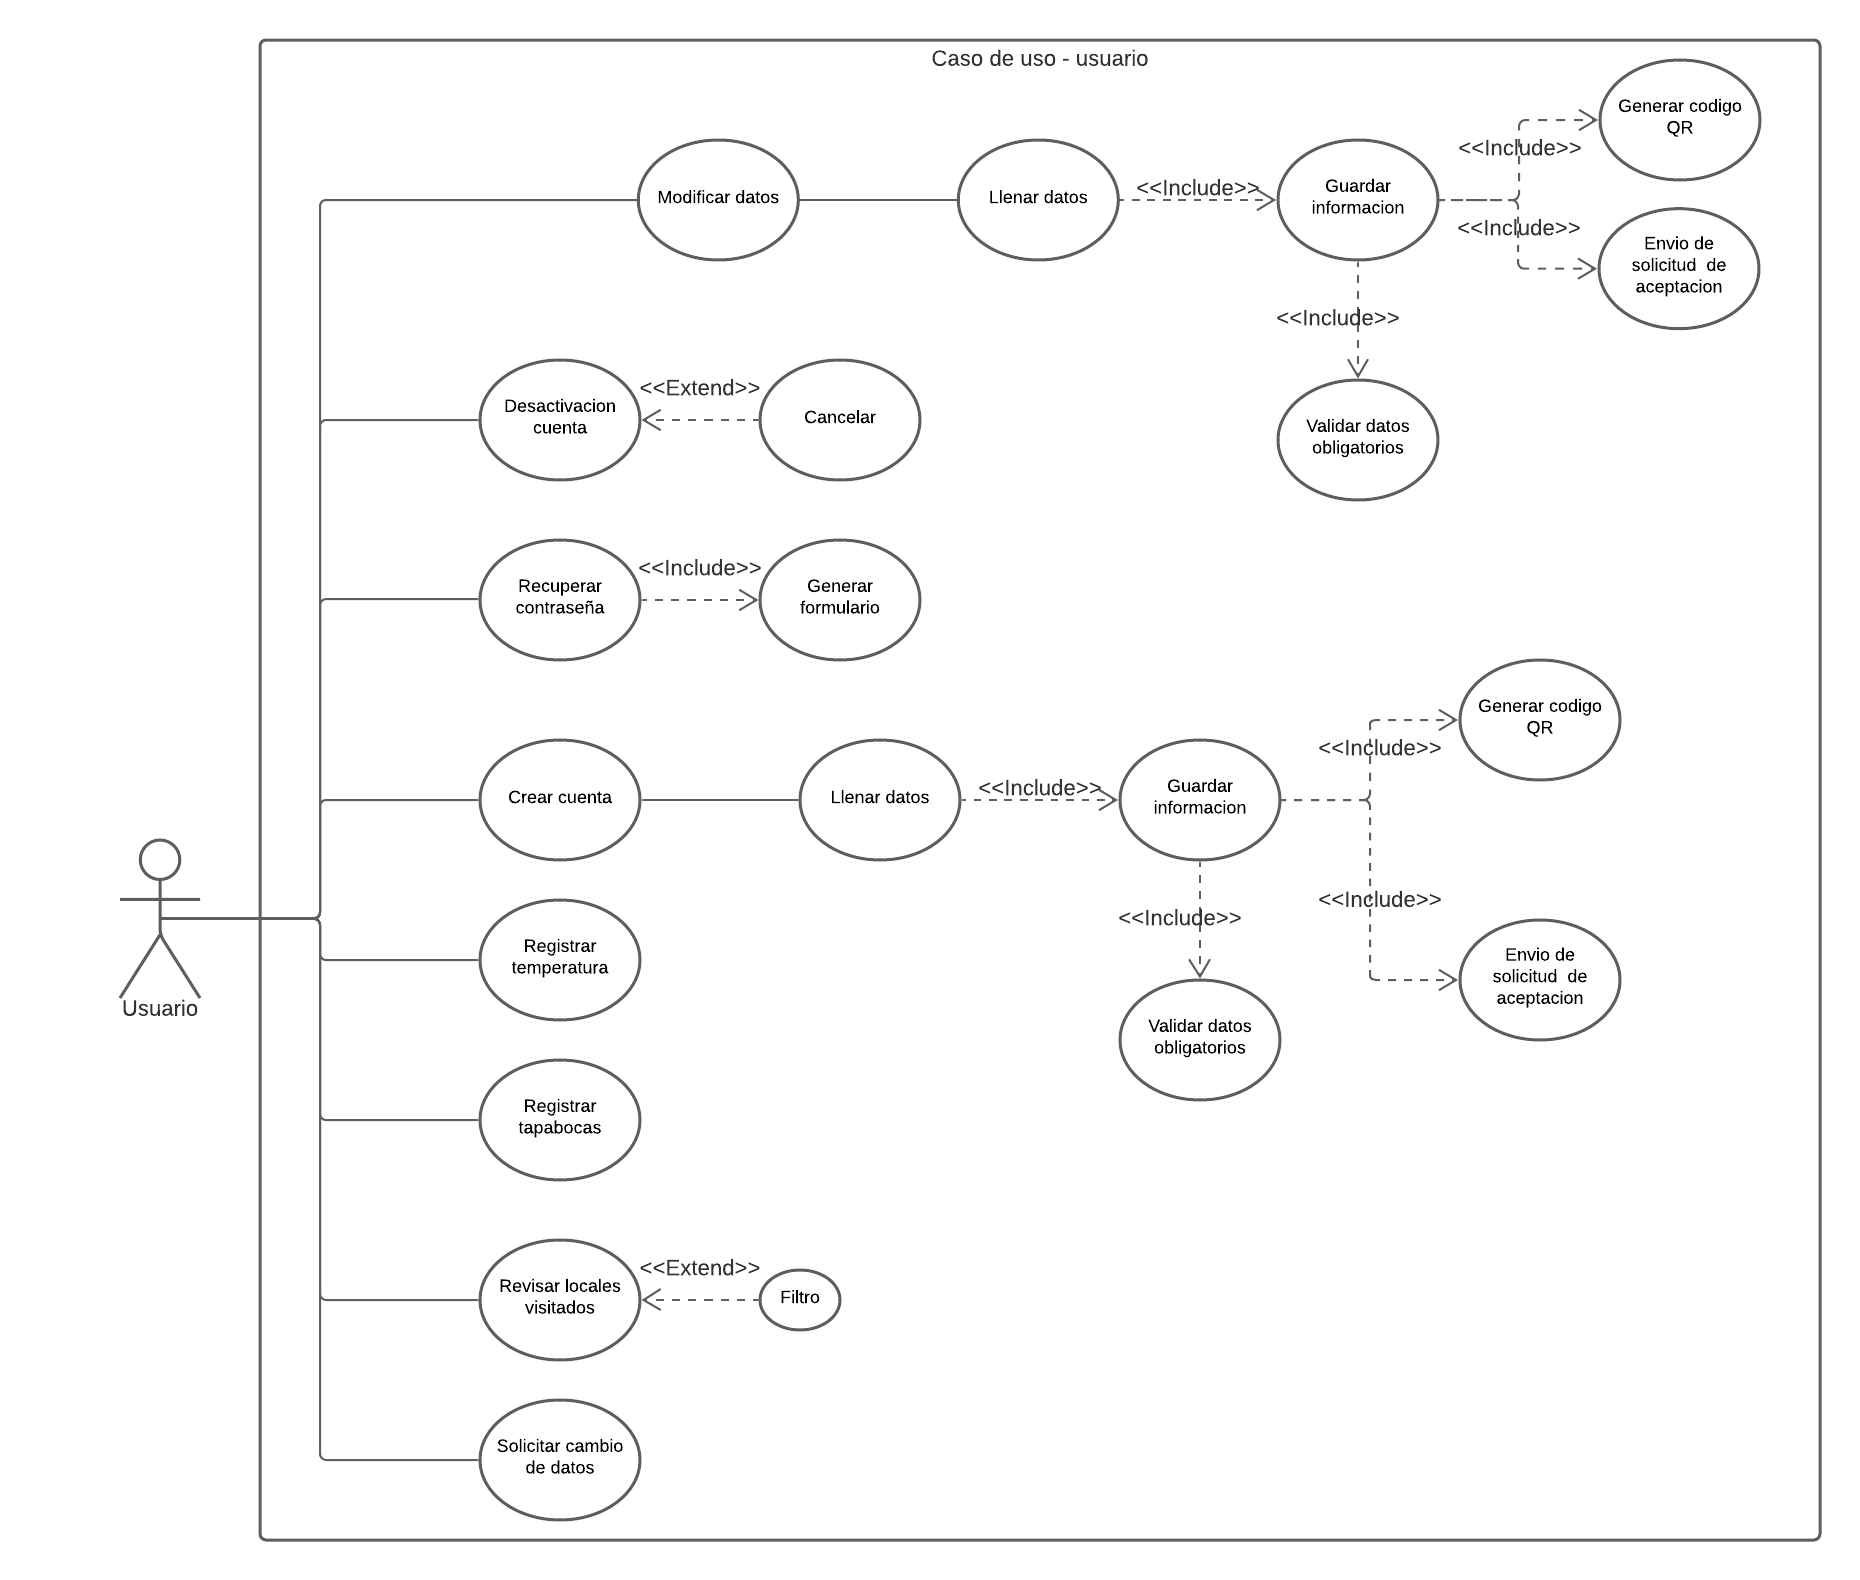 Caso de uso - usuario
Generar codigo
QR
<<Include>>
Modificar datos
Llenar datos
<<Include>>
Guardar
informacion
<<Include>>
Envio de
solicitud  de
aceptacion
<<Include>>
Validar datos
obligatorios
Desactivacion
cuenta
<<Extend>>
Cancelar
Recuperar
contraseña
<<Include>>
Generar
formulario
Generar codigo
QR
<<Include>>
Crear cuenta
Llenar datos
<<Include>>
Guardar
informacion
<<Include>>
<<Include>>
Envio de
solicitud  de
aceptacion
Validar datos
obligatorios
Usuario
Registrar
temperatura
Registrar
tapabocas
Revisar locales
visitados
<<Extend>>
Filtro
Solicitar cambio
de datos